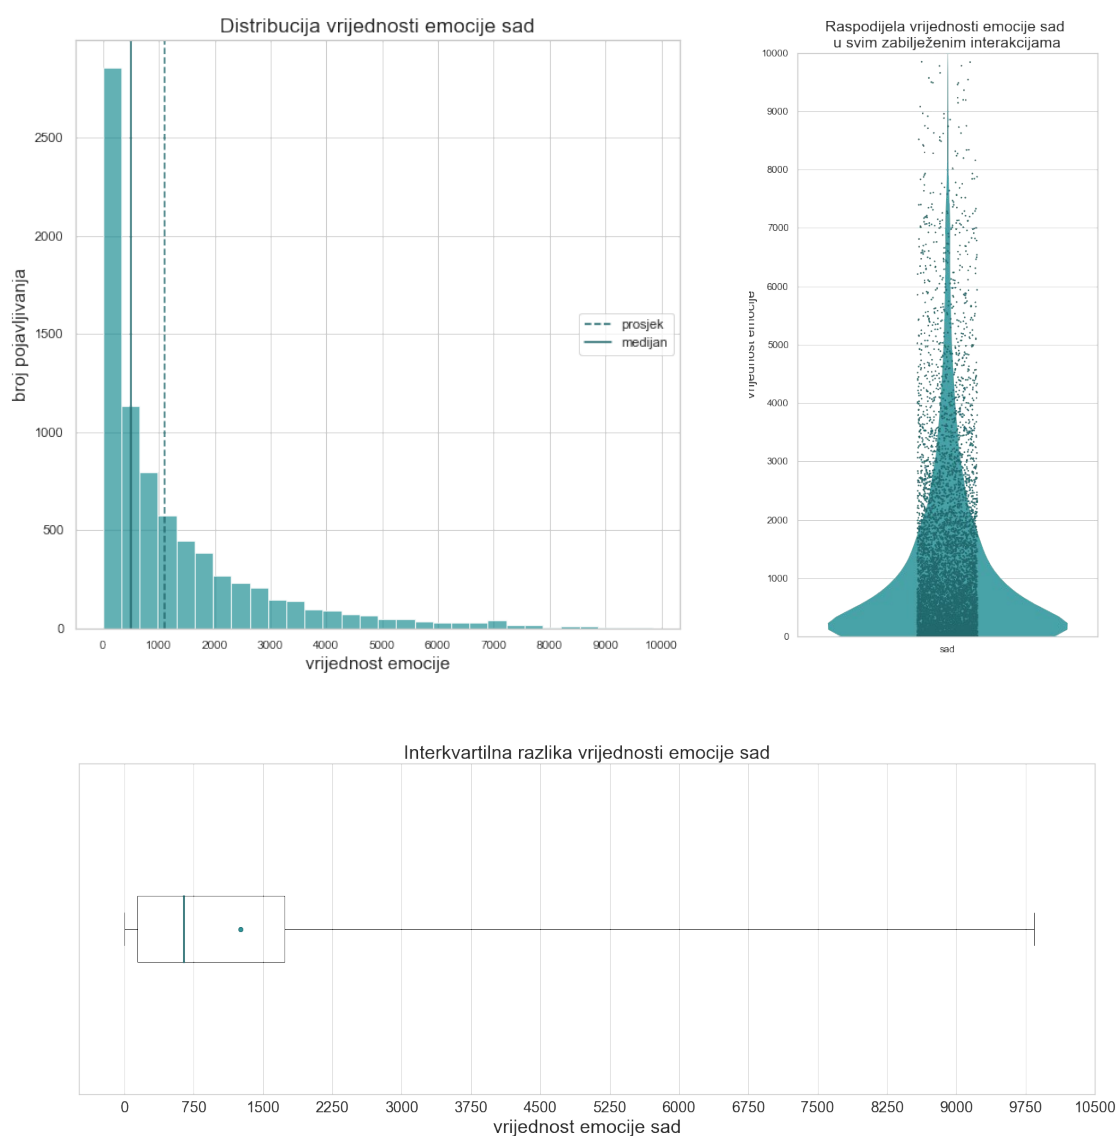 Distribucija vrijednosti emocije sad
2500
2000
1500
1000
500
0
broj pojavljivanja
prosjek
medijan
0 1000 2000 3000 4000 5000 6000 7000 8000 9000 10000
vrijednost emocije
Raspodijela vrijednosti emocije sad
u svim zabilježenim interakcijama
10000
9000
8000
7000
6000
5000
4000
3000
2000
1000
0
vrijednost emocije
sad
Interkvartilna razlika vrijednosti emocije sad
0 750 1500 2250 3000 3750 4500 5250 6000 6750 7500 8250 9000 9750 10500
vrijednost emocije sad